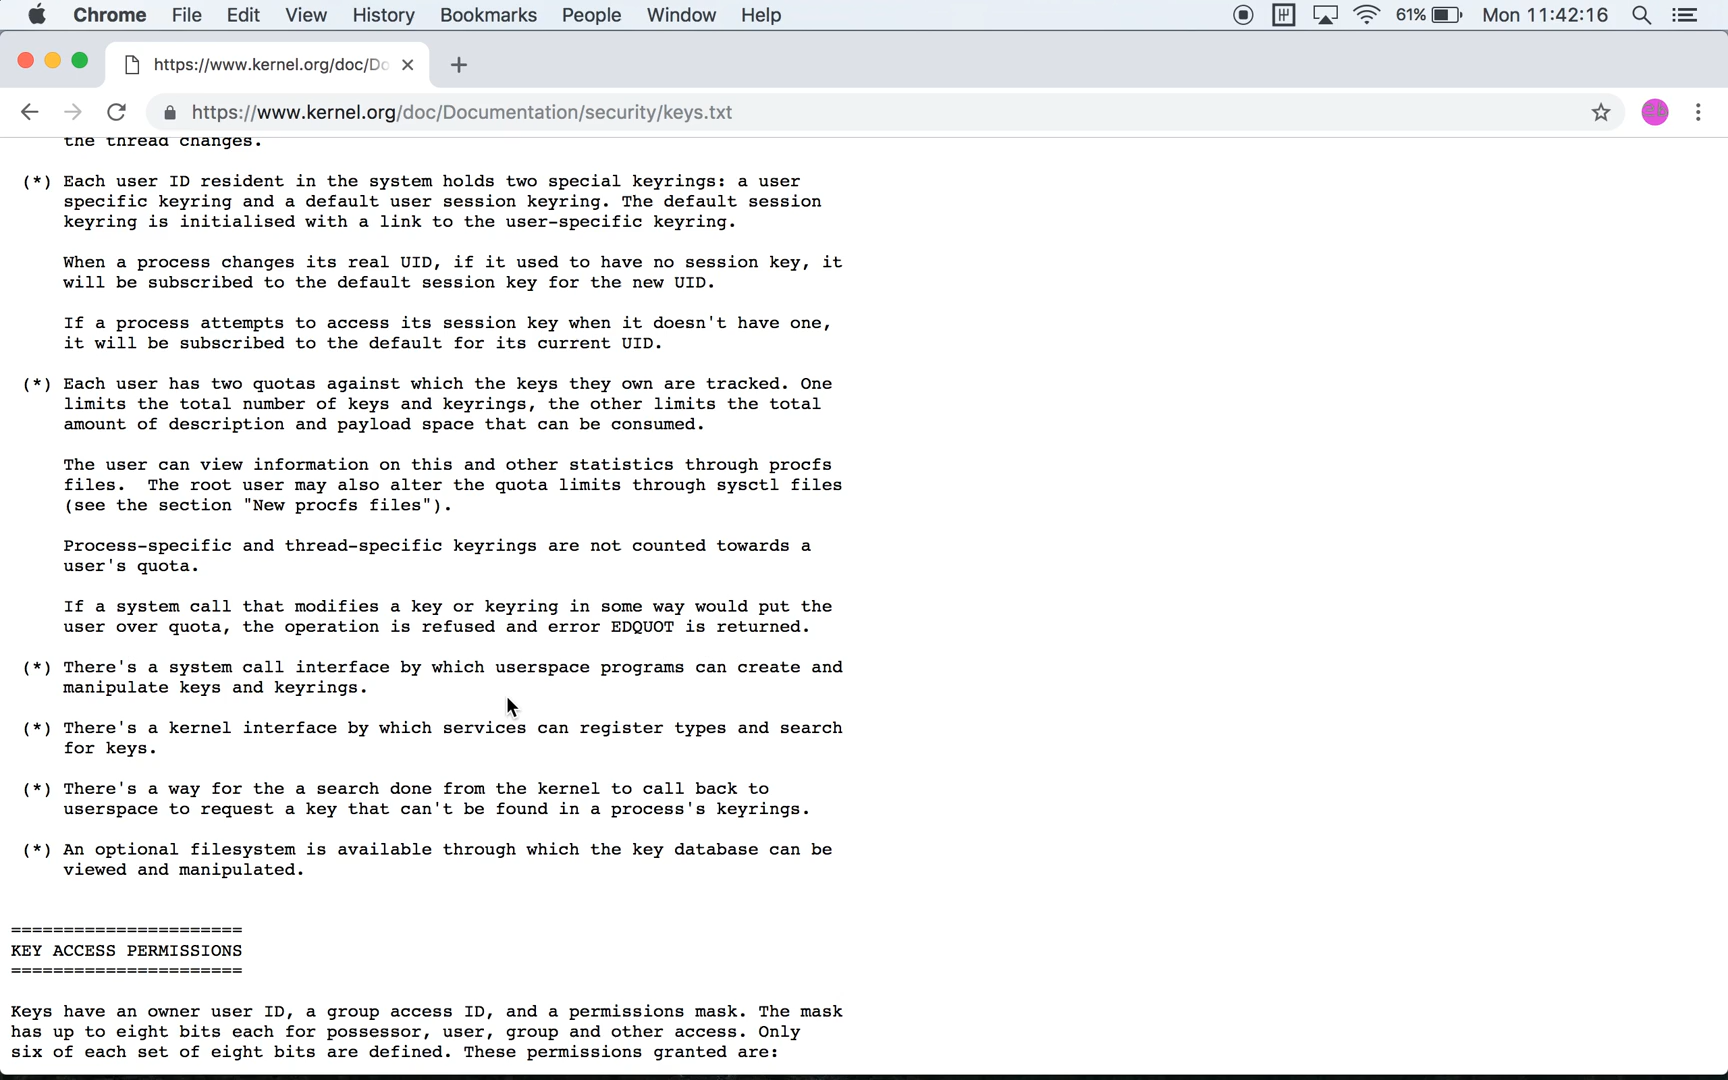 Chrome File Edit View History Bookmarks People Window Help 61% Mon 11:42:16
https://www.kernel.org/doc/Do
https://www.kernel.org/doc/Documentation/security/keys.txt
the thread changes.
(*) Each user ID resident in the system holds two special keyrings: a user
specific keyring and a default user session keyring. The default session
keyring is initialised with a link to the user-specific keyring.
When a process changes its real UID, if it used to have no session key, it
will be subscribed to the default session key for the new UID.
If a process attempts to access its session key when it doesn't have one,
it will be subscribed to the default for its current UID.
(*) Each user has two quotas against which the keys they own are tracked. One
limits the total number of keys and keyrings, the other limits the total
amount of description and payload space that can be consumed.
The user can view information on this and other statistics through procfs
files.  The root user may also alter the quota limits through sysctl files
(see the section "New procfs files").
Process-specific and thread-specific keyrings are not counted towards a
user's quota.
If a system call that modifies a key or keyring in some way would put the
user over quota, the operation is refused and error EDQUOT is returned.
(*) There's a system call interface by which userspace programs can create and
manipulate keys and keyrings.
(*) There's a kernel interface by which services can register types and search
for keys.
(*) There's a way for the a search done from the kernel to call back to
userspace to request a key that can't be found in a process's keyrings.
(*) An optional filesystem is available through which the key database can be
viewed and manipulated.
======================
KEY ACCESS PERMISSIONS
======================
Keys have an owner user ID, a group access ID, and a permissions mask. The mask
has up to eight bits each for possessor, user, group and other access. Only
six of each set of eight bits are defined. These permissions granted are: